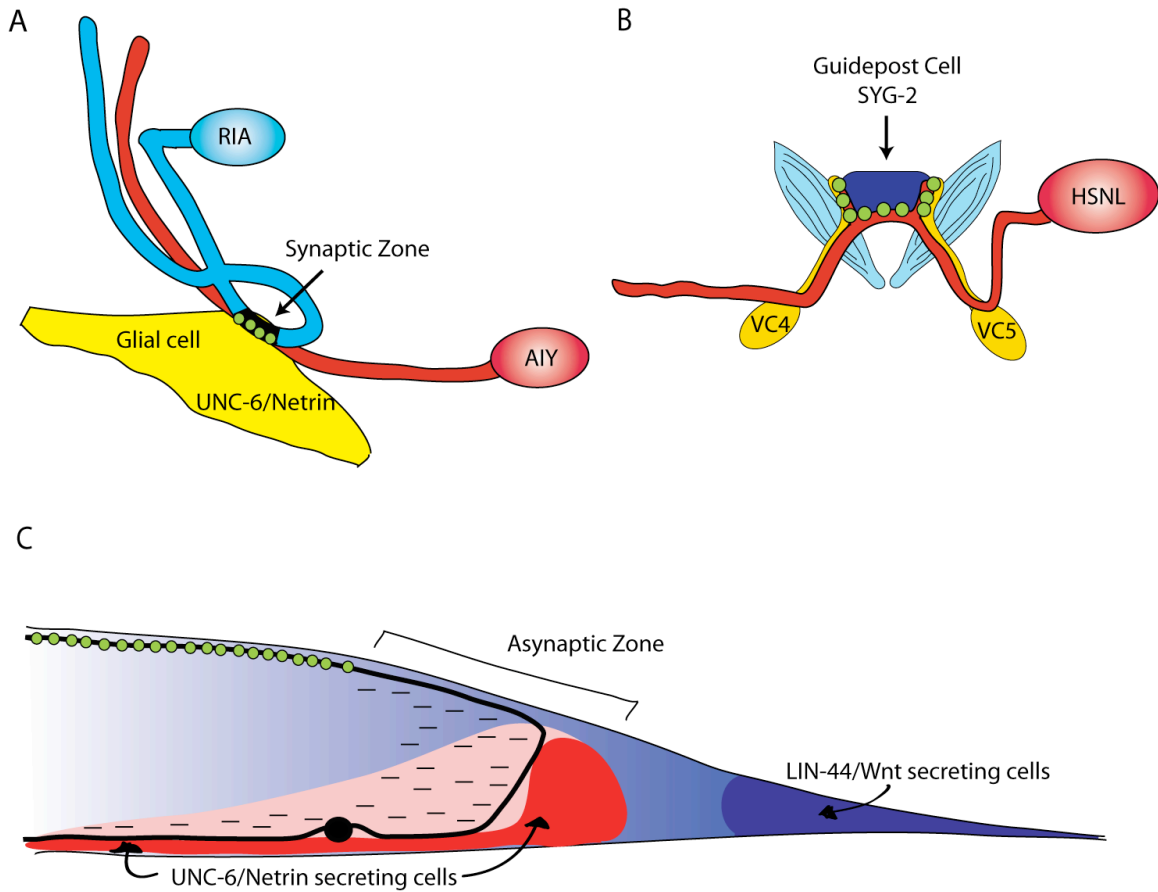 A
RIA
Synaptic Zone
Glial cell
AIY
UNC-6/Netrin
B
Guidepost Cell
SYG-2
HSNL
VC4
VC5
C
Asynaptic Zone
LIN-44/Wnt secreting cells
UNC-6/Netrin secreting cells